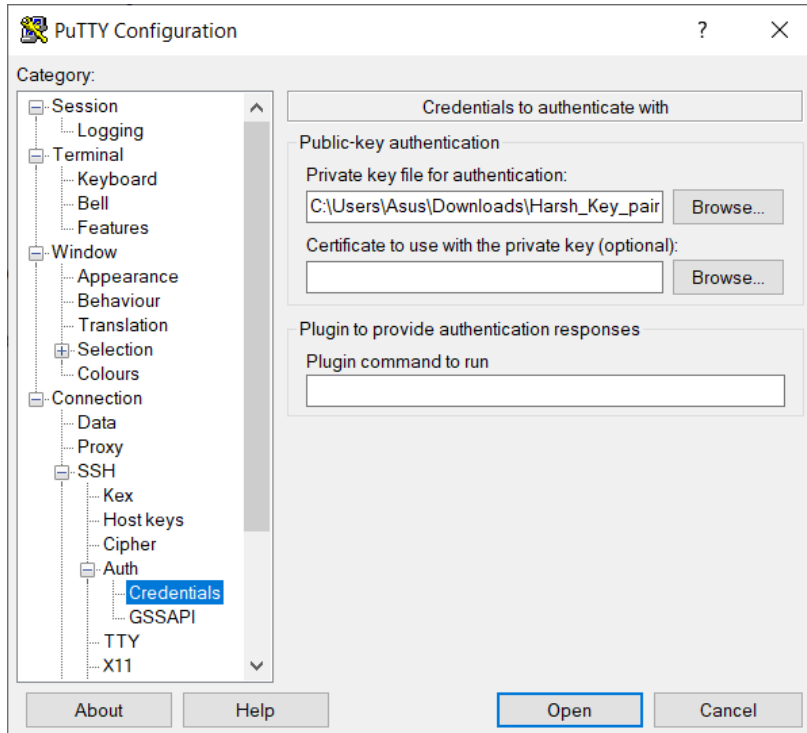 PuTTY Configuration
?
Category:
Session
Logging
Terminal
Keyboard
Bell
Features
Window
Appearance
Behaviour
Translation
Selection
Colours
Connection
Data
Proxy
SSH
Kex
Host keys
Cipher
Auth
Credentials
GSSAPI
TTY
X11
Credentials to authenticate with
Public-key authentication
Private key file for authentication:
C:\Users\Asus\Downloads\Harsh_Key_pair
Browse...
Certificate to use with the private key (optional):
Browse...
Plugin to provide authentication responses
Plugin command to run
About
Help
Open
Cancel